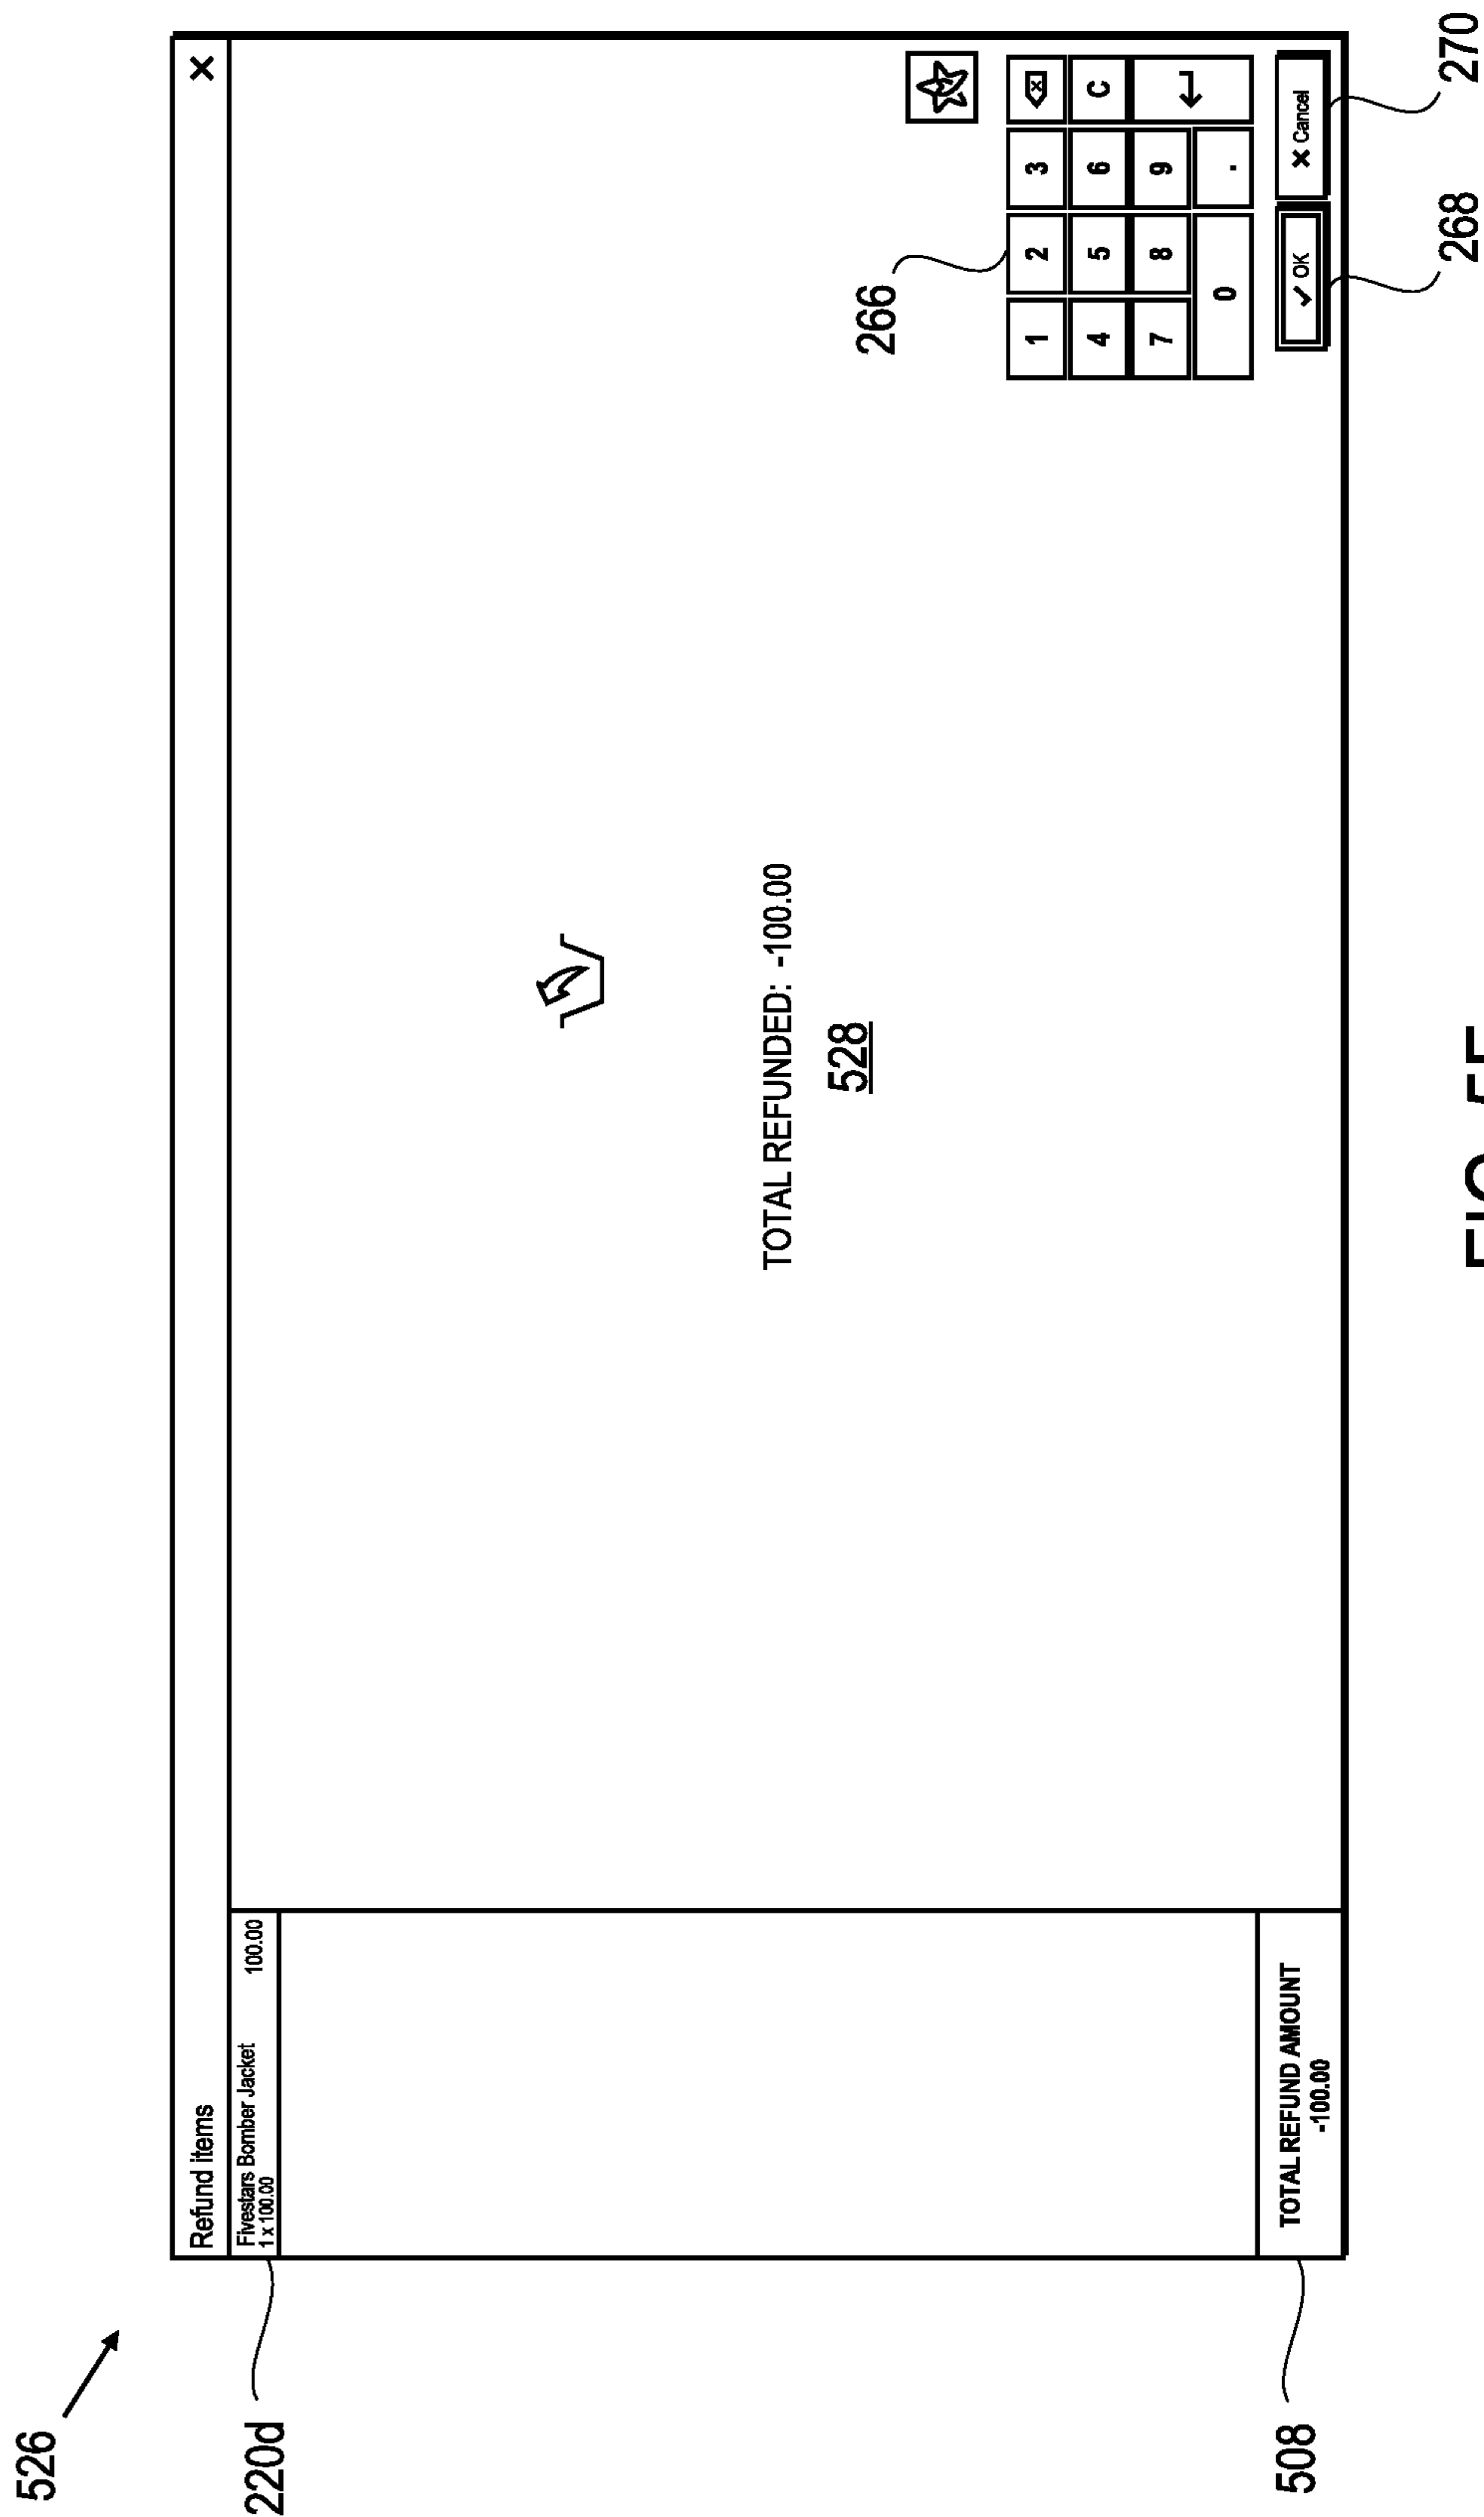 526
Refund items
X
220d
Fivestars Bomber Jacket 100.00
1 x 100.00
TOTAL REFUNDED: -100.00
528
266
1 2 3 x
4 5 6 C
7 8 9
0 .
508
TOTAL REFUND AMOUNT
-100.00
OK
X Cancel
268
270